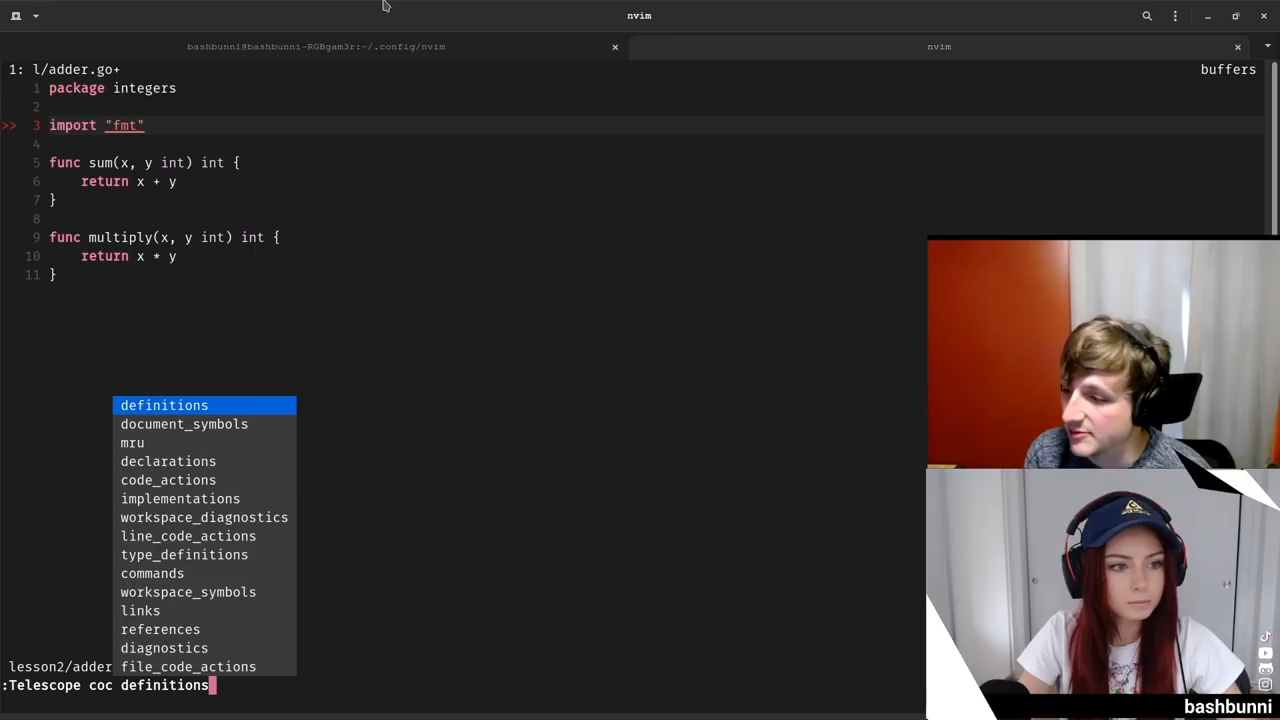 nvim
bashbunni@bashbunni-RGBgam3r:~/.config/nvim
nvim
1: l/adder.go+
buffers
1 package integers
2
>> 3 import "fmt"
4
5 func sum(x, y int) int {
6 return x + y
7 }
8
9 func multiply(x, y int) int {
10 return x * y
11 }
definitions
document_symbols
mru
declarations
code_actions
implementations
workspace_diagnostics
line_code_actions
type_definitions
commands
workspace_symbols
links
references
diagnostics
lesson2/adder
file_code_actions
:Telescope coc definitions
bashbunni